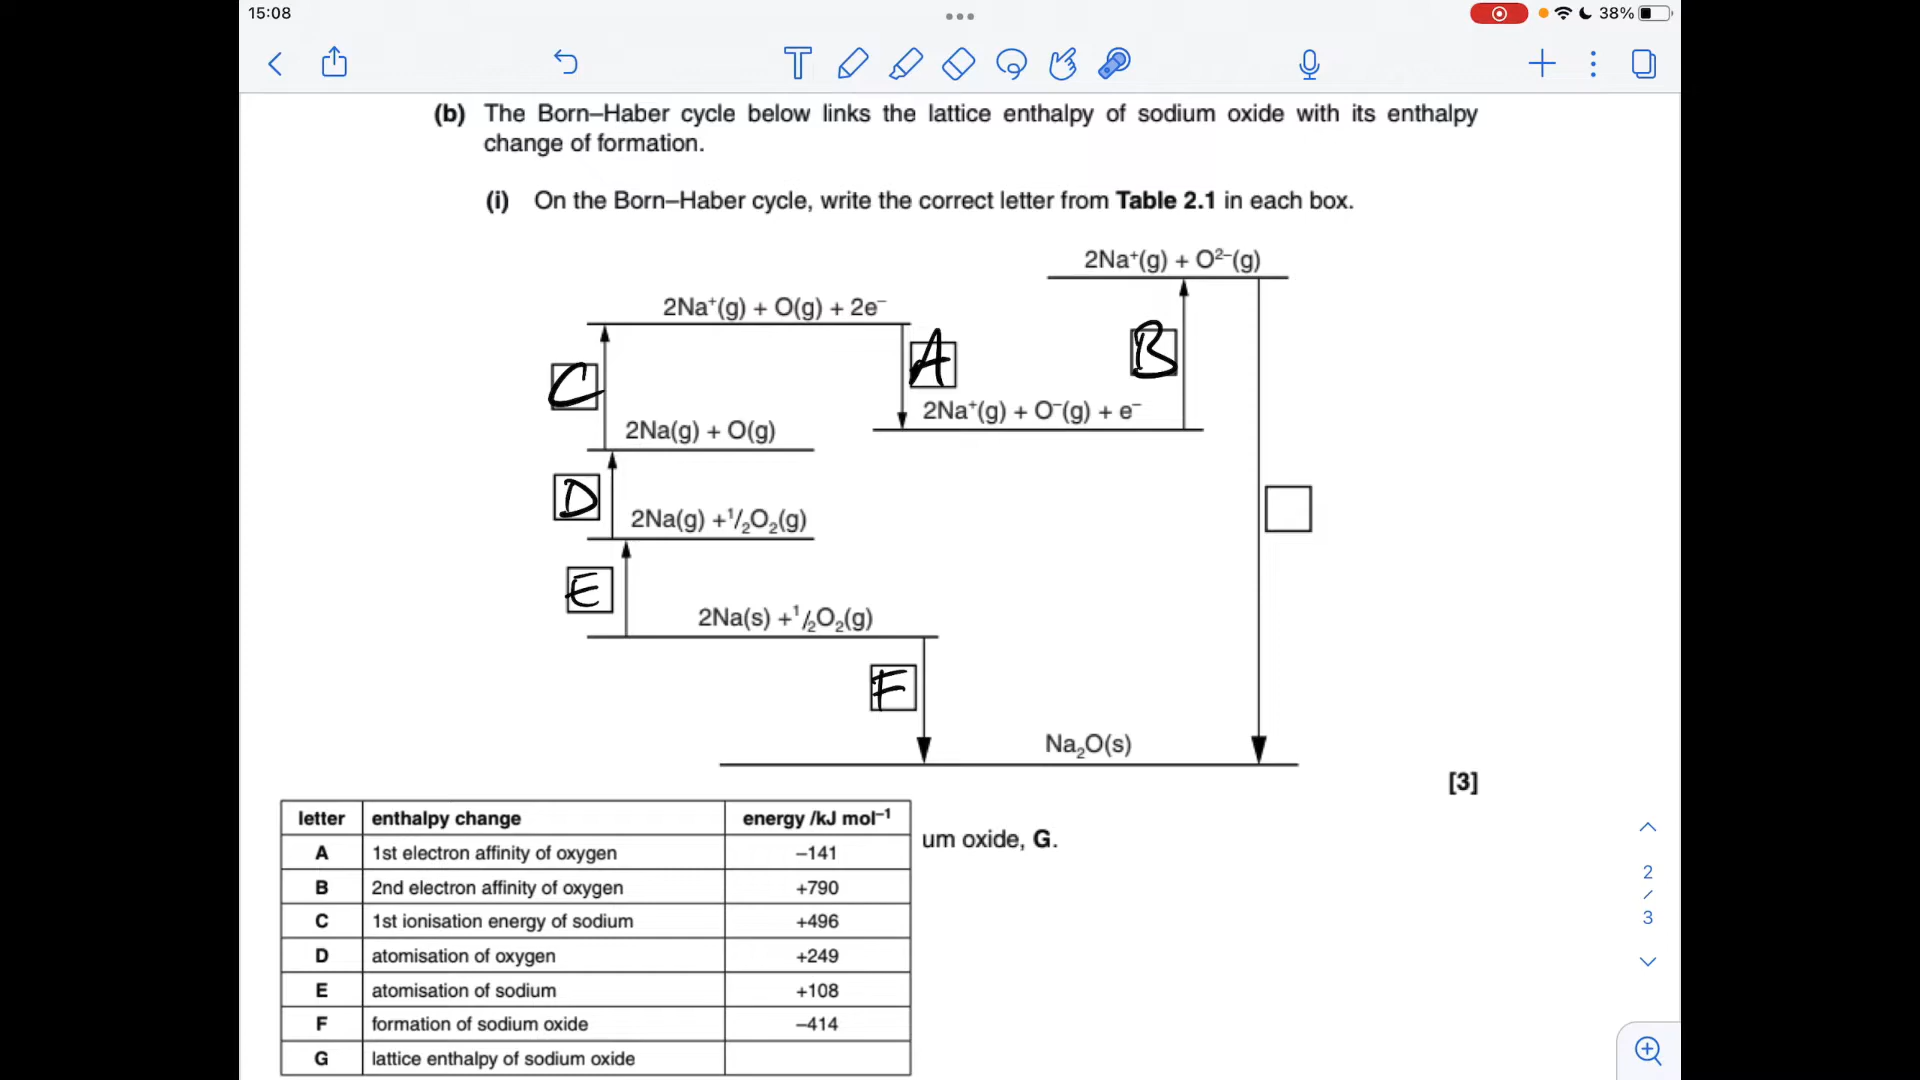 15:08
38%
(b) The Born–Haber cycle below links the lattice enthalpy of sodium oxide with its enthalpy
change of formation.
(i) On the Born–Haber cycle, write the correct letter from Table 2.1 in each box.
2Na⁺(g) + O²⁻(g)
2Na⁺(g) + O(g) + 2e⁻
C
A
B
2Na⁺(g) + O⁻(g) + e⁻
2Na(g) + O(g)
D
2Na(g) + ¹/₂O₂(g)
E
2Na(s) + ¹/₂O₂(g)
F
Na₂O(s)
[3]
um oxide, G.
letter enthalpy change energy /kJ mol⁻¹
A 1st electron affinity of oxygen –141
B 2nd electron affinity of oxygen +790
C 1st ionisation energy of sodium +496
D atomisation of oxygen +249
E atomisation of sodium +108
F formation of sodium oxide –414
G lattice enthalpy of sodium oxide
2
/
3